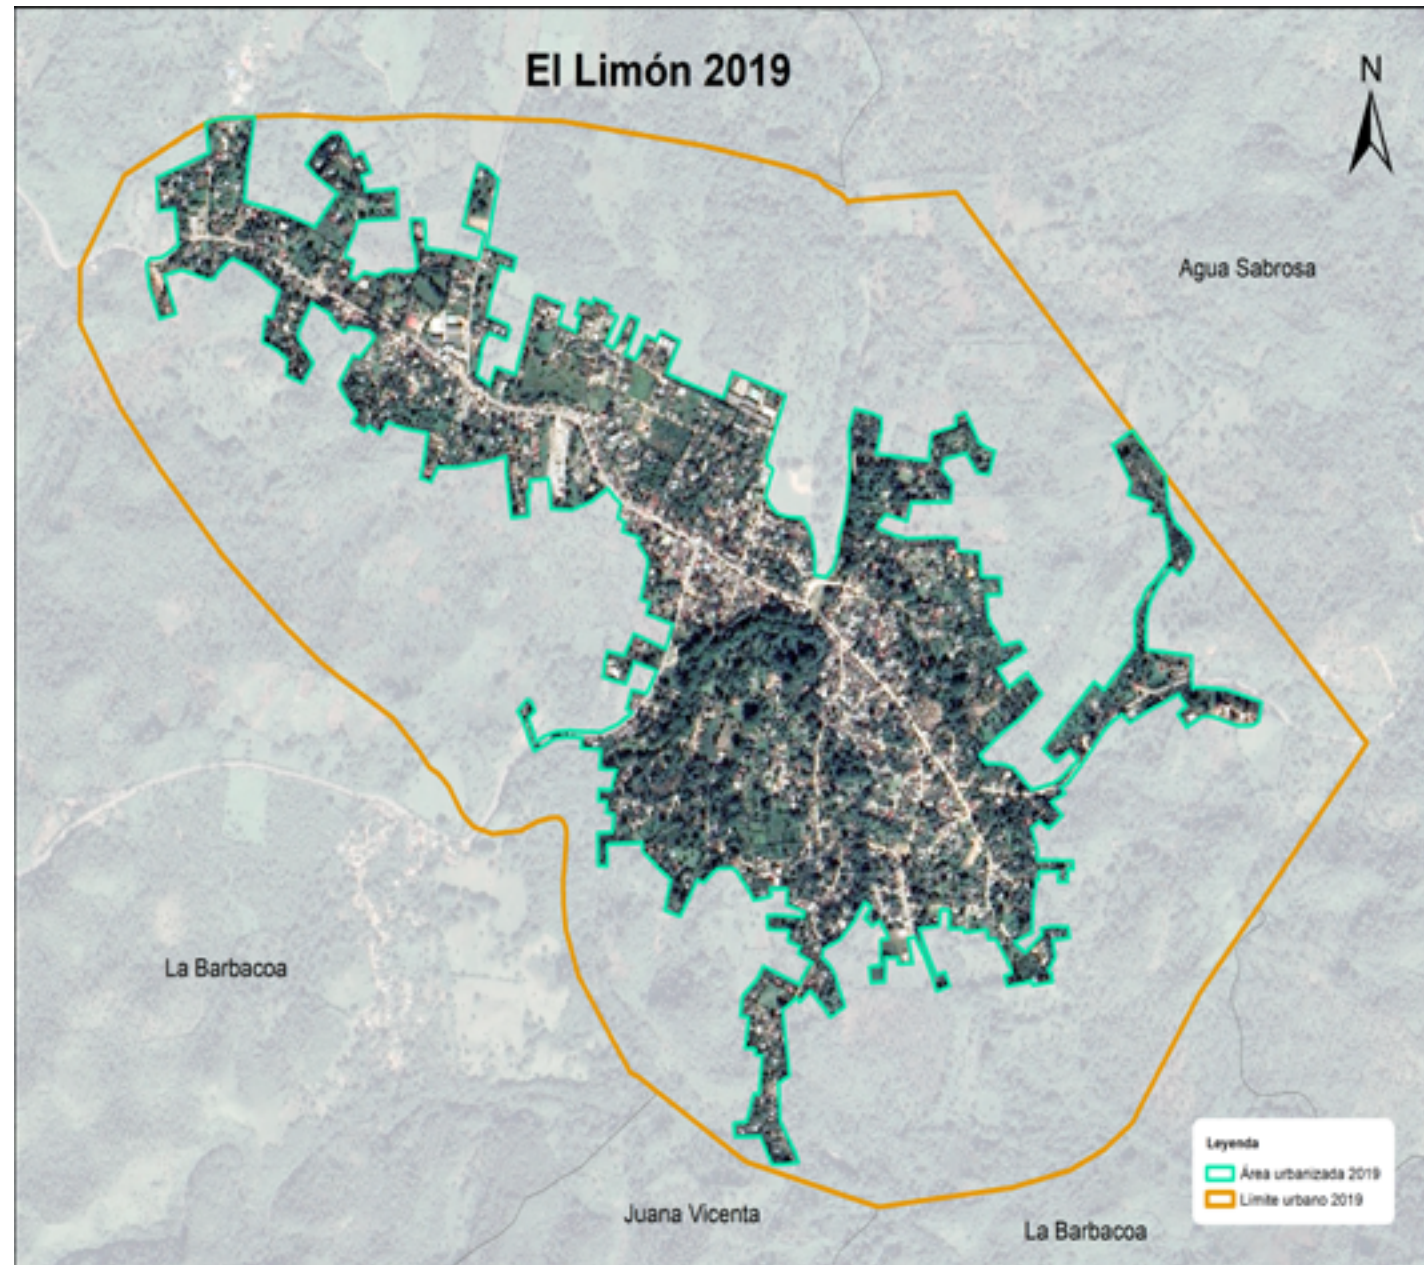 El Limón 2019
N
Agua Sabrosa
La Barbacoa
Leyenda
Área urbanizada 2019
Límite urbano 2019
Juana Vicenta
La Barbacoa